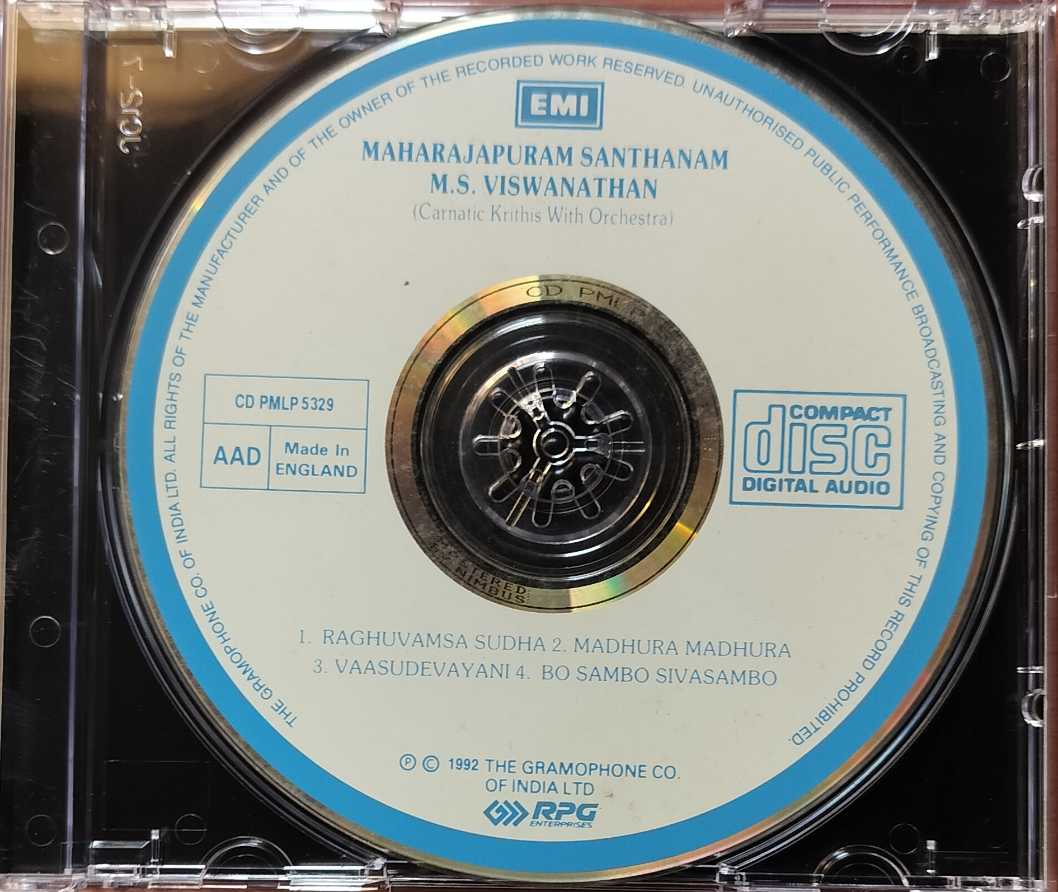 THE GRAMOPHONE CO. OF INDIA LTD. ALL RIGHTS OF THE MANUFACTURER AND OF THE OWNER OF THE RECORDED WORK RESERVED. UNAUTHORISED PUBLIC PERFORMANCE BROADCASTING AND COPYING OF THIS RECORD PROHIBITED.
EMI
MAHARAJAPURAM SANTHANAM
M.S. VISWANATHAN
(Carnatic Krithis With Orchestra)
CD PML
CD PMLP 5329
AAD
Made In
ENGLAND
COMPACT
disc
DIGITAL AUDIO
NIMBUS
1. RAGHUVAMSA SUDHA 2. MADHURA MADHURA
3. VAASUDEVAYANI 4. BO SAMBO SIVASAMBO
℗ © 1992 THE GRAMOPHONE CO.
OF INDIA LTD
RPG
ENTERPRISES